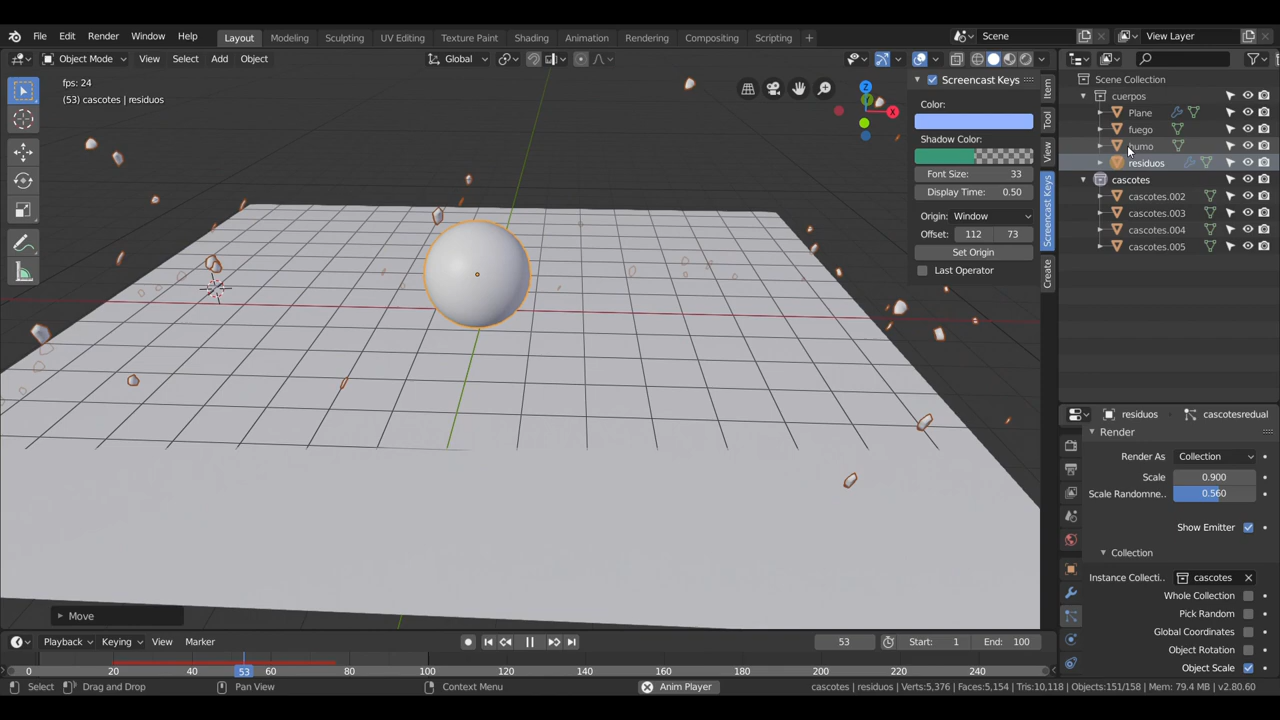 File Edit Render Window Help Layout Modeling Sculpting UV Editing Texture Paint Shading Animation Rendering Compositing Scripting + Scene View Layer
Object Mode View Select Add Object Global
fps: 24
(53) cascotes | residuos
Z
Y
X
Screencast Keys
Color:
Shadow Color:
Font Size: 33
Display Time: 0.50
Origin: Window
Offset: 112 73
Set Origin
Last Operator
Item
Tool
View
Screencast Keys
Create
Scene Collection
cuerpos
Plane
fuego
humo
residuos
cascotes
cascotes.002
cascotes.003
cascotes.004
cascotes.005
residuos cascotesredual
Render
Render As Collection
Scale 0.900
Scale Randomne.. 0.560
Show Emitter
Collection
Instance Collecti.. cascotes
Whole Collection
Pick Random
Global Coordinates
Object Rotation
Object Scale
Move
Playback Keying View Marker 53 Start: 1 End: 100
0 20 40 53 60 80 100 120 140 160 180 200 220 240
Select Drag and Drop Pan View Context Menu Anim Player cascotes | residuos | Verts:5,376 | Faces:5,154 | Tris:10,118 | Objects:151/158 | Mem: 79.4 MB | v2.80.60